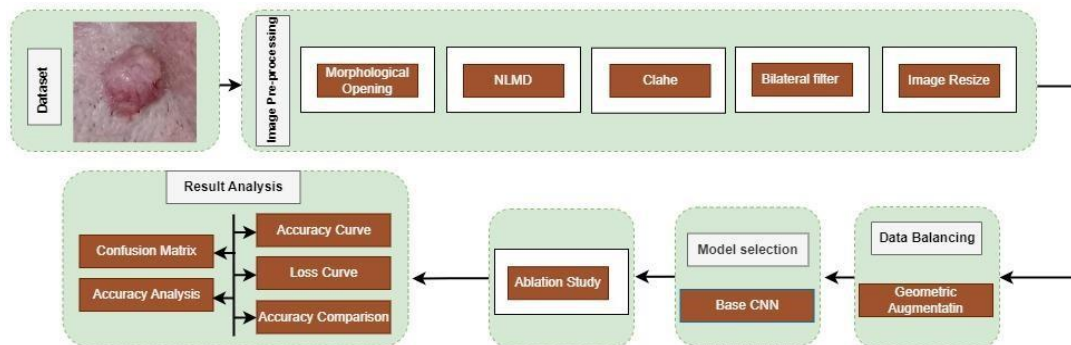 Dataset
Image Pre-processing
Morphological
Opening
NLMD
Clahe
Bilateral filter
Image Resize
Data Balancing
Geometric
Augmentatin
Model selection
Base CNN
Ablation Study
Result Analysis
Accuracy Curve
Confusion Matrix
Loss Curve
Accuracy Analysis
Accuracy Comparison